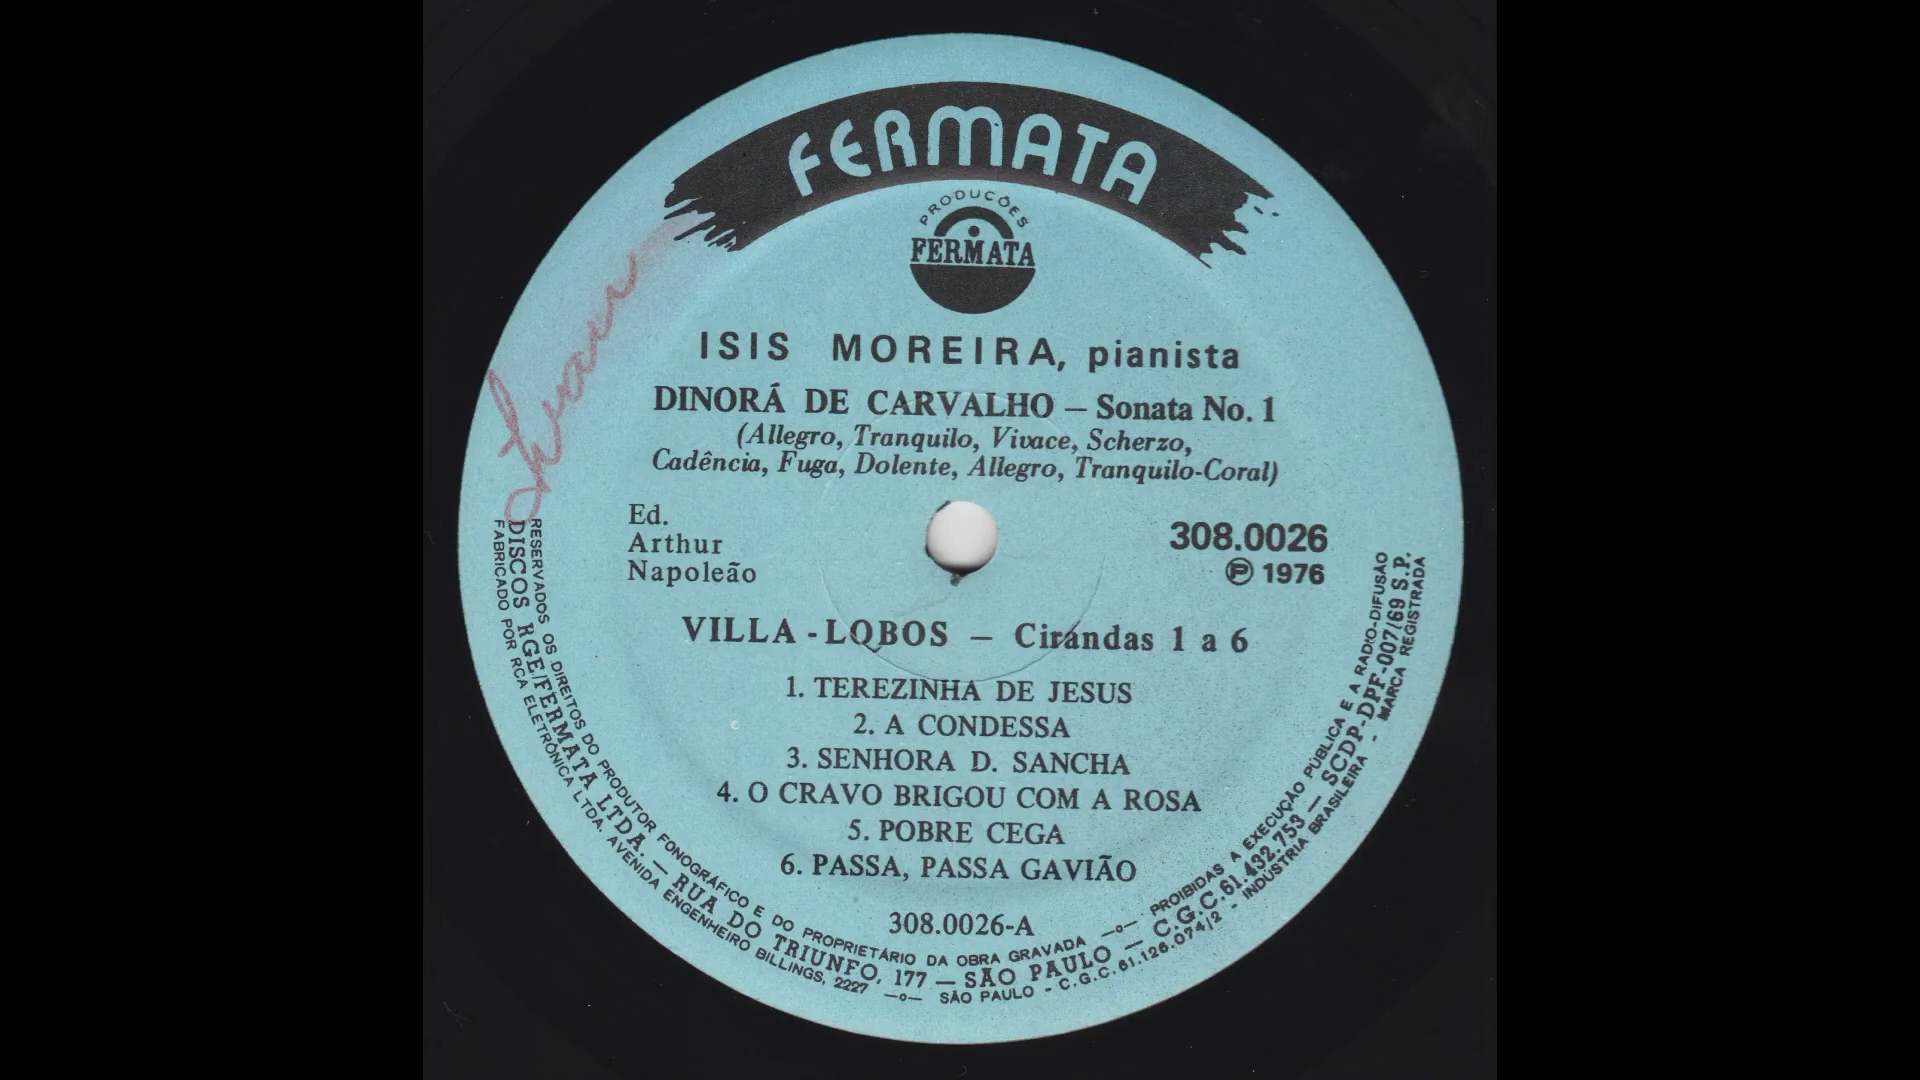 FERMATA
PRODUCÕES
FERMATA
ISIS MOREIRA, pianista
DINORÁ DE CARVALHO – Sonata No. 1
(Allegro, Tranquilo, Vivace, Scherzo,
Cadência, Fuga, Dolente, Allegro, Tranquilo-Coral)
Ed.
Arthur
Napoleão
308.0026
Ⓟ 1976
VILLA - LOBOS – Cirandas 1 a 6
1. TEREZINHA DE JESUS
2. A CONDESSA
3. SENHORA D. SANCHA
4. O CRAVO BRIGOU COM A ROSA
5. POBRE CEGA
6. PASSA, PASSA GAVIÃO
308.0026-A
RESERVADOS OS DIREITOS DO PRODUTOR FONOGRÁFICO E DO PROPRIETÁRIO DA OBRA GRAVADA —o— PROIBIDAS A EXECUÇÃO PÚBLICA E A RADIO-DIFUSÃO
DISCOS RGE/FERMATA LTDA. — RUA DO TRIUNFO, 177 — SÃO PAULO — C.G.C. 61.432.753 — SCDP-DPF-007/69 S.P.
FABRICADO POR RCA ELETRÔNICA LTDA. AVENIDA ENGENHEIRO BILLINGS, 2227 —o— SÃO PAULO - C.G.C. 61.126.074/2 - INDÚSTRIA BRASILEIRA - MARCA REGISTRADA